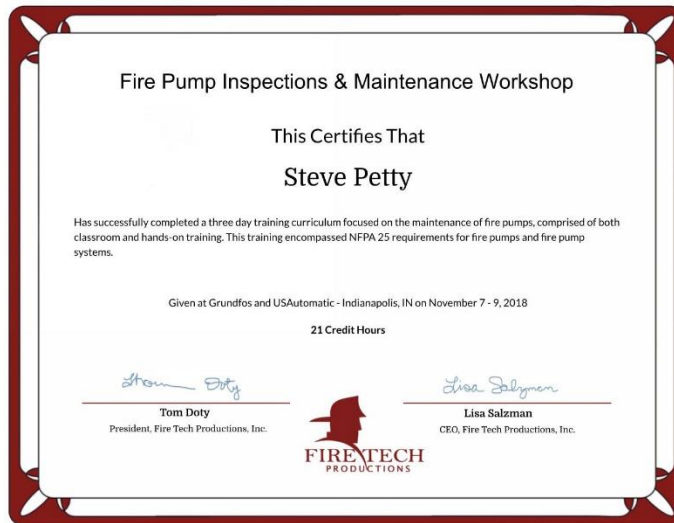 Fire Pump Inspections & Maintenance Workshop
This Certifies That
Steve Petty
Has successfully completed a three day training curriculum focused on the maintenance of fire pumps, comprised of both
classroom and hands-on training. This training encompassed NFPA 25 requirements for fire pumps and fire pump
systems.
Given at Grundfos and USAutomatic - Indianapolis, IN on November 7 - 9, 2018
21 Credit Hours
Thomas Doty
Lisa Salzman
Tom Doty
Lisa Salzman
President, Fire Tech Productions, Inc.
CEO, Fire Tech Productions, Inc.
FIRE TECH
PRODUCTIONS